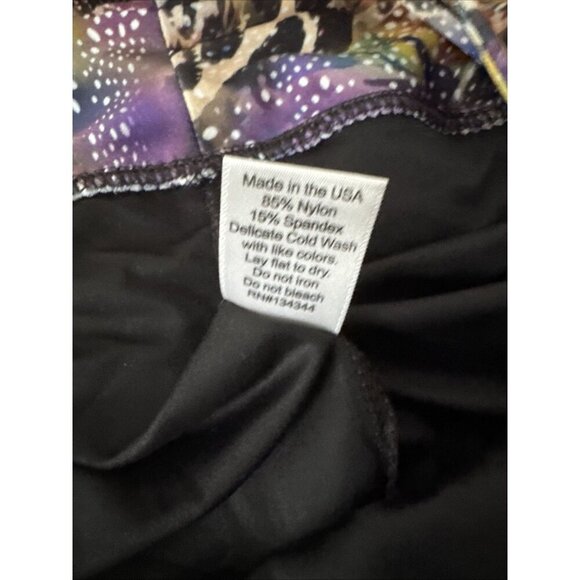 Made in the USA
85% Nylon
15% Spandex
Delicate Cold Wash
with like colors.
Lay flat to dry.
Do not iron
Do not bleach
RN#134344